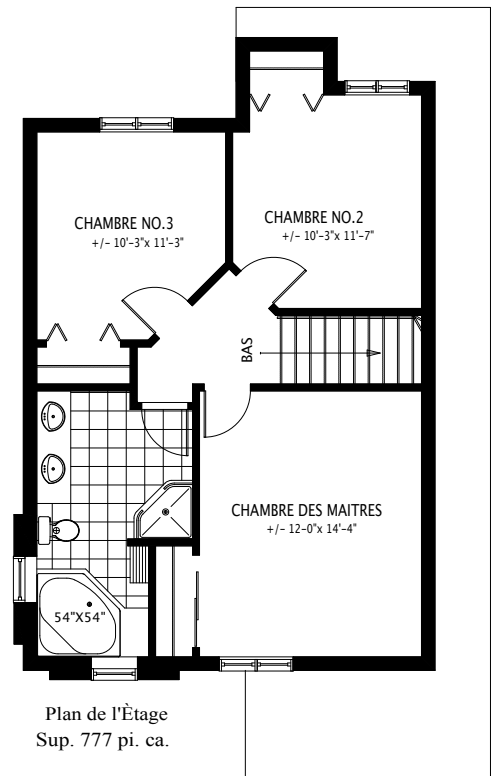 CHAMBRE NO.3
+/- 10'-3"x 11'-3"
CHAMBRE NO.2
+/- 10'-3"x 11'-7"
BAS
CHAMBRE DES MAITRES
+/- 12-0"x 14'-4"
54"X54"
Plan de l'Ètage
Sup. 777 pi. ca.